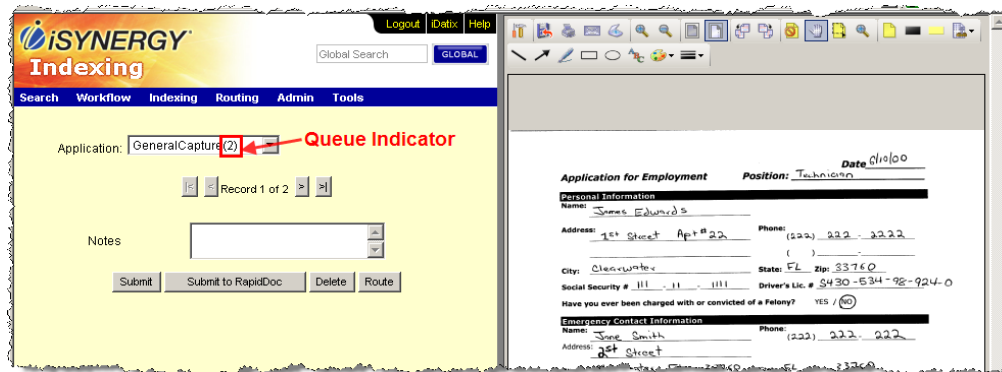 Logout iDatix Help
iSYNERGY
Indexing
Global Search GLOBAL
Search Workflow Indexing Routing Admin Tools
Application: GeneralCapture(2)
Queue Indicator
|< < Record 1 of 2 > >|
Notes
Submit Submit to RapidDoc Delete Route
Date 6/10/00
Application for Employment Position: Technician
Personal Information
Name: James Edwards
Address: 1st Street Apt # 22 Phone: (222) 222 - 2222
( ) -
City: Clearwater State: FL Zip: 33760
Social Security # 111 - 11 - 1111 Driver's Lic. # S430-534-98-924-0
Have you ever been charged with or convicted of a Felony? YES / NO
Emergency Contact Information
Name: Jane Smith Phone: (222) 222 - 222
Address: 2st Street
33760 FL 33760